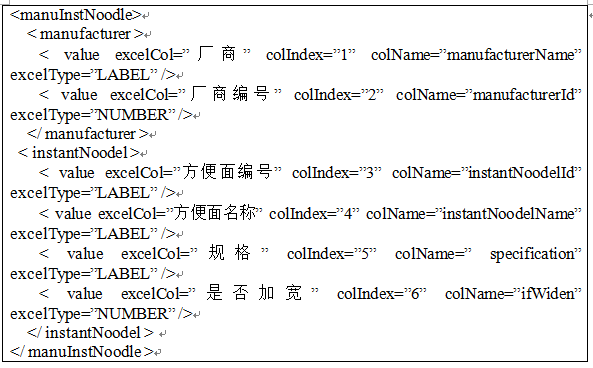 <manuInstNoodle>
< manufacturer >
< value excelCol=” 厂 商 ” colIndex=”1” colName=”manufacturerName”
excelType=”LABEL” />
< value excelCol=” 厂 商 编 号 ” colIndex=”2” colName=”manufacturerId”
excelType=”NUMBER” />
</ manufacturer >
< instantNoodel>
< value excelCol=”方便面编号” colIndex=”3” colName=”instantNoodelId”
excelType=”LABEL” />
< value excelCol=”方便面名称” colIndex=”4” colName=”instantNoodelName”
excelType=”LABEL” />
< value excelCol=” 规 格 ” colIndex=”5” colName=” specification”
excelType=”LABEL” />
< value excelCol=” 是 否 加 宽 ” colIndex=”6” colName=”ifWiden”
excelType=”NUMBER” />
</ instantNoodel >
</ manuInstNoodle>